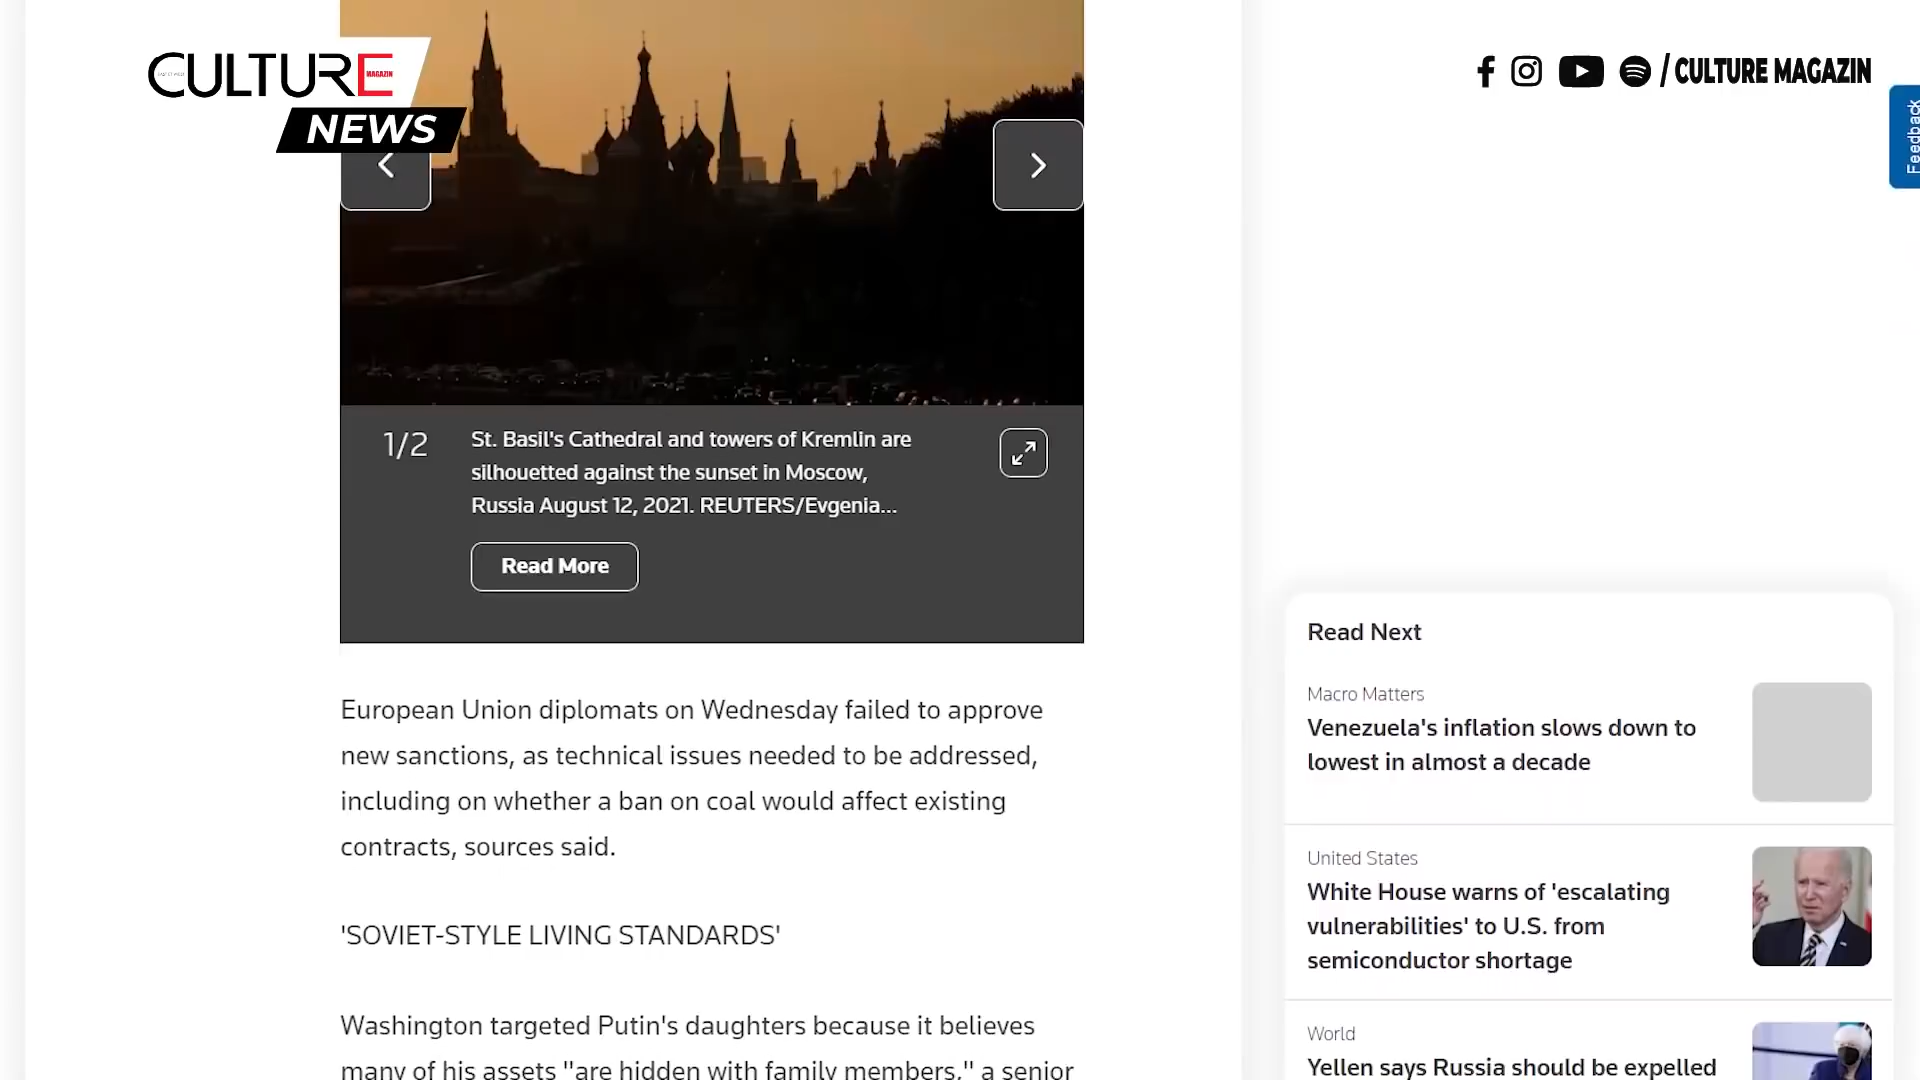 CULTURE
MAGAZIN
NEWS
/ CULTURE MAGAZIN
Feedback
1/2
St. Basil's Cathedral and towers of Kremlin are
silhouetted against the sunset in Moscow,
Russia August 12, 2021. REUTERS/Evgenia...
Read More
European Union diplomats on Wednesday failed to approve
new sanctions, as technical issues needed to be addressed,
including on whether a ban on coal would affect existing
contracts, sources said.
'SOVIET-STYLE LIVING STANDARDS'
Washington targeted Putin's daughters because it believes
many of his assets "are hidden with family members," a senior
Read Next
Macro Matters
Venezuela's inflation slows down to
lowest in almost a decade
United States
White House warns of 'escalating
vulnerabilities' to U.S. from
semiconductor shortage
World
Yellen says Russia should be expelled